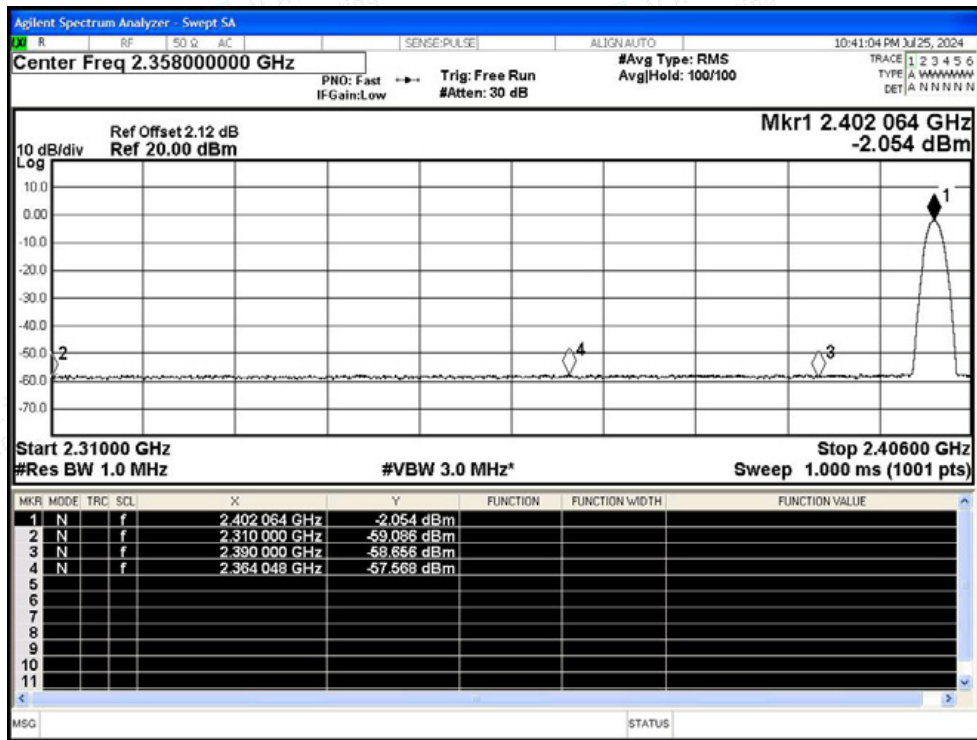 Agilent Spectrum Analyzer - Swept SA
R RF 50 Ω AC SENSE:PULSE ALIGNAUTO 10:41:04 PM Jul 25, 2024
Center Freq 2.358000000 GHz
PNO: Fast
IFGain:Low
Trig: Free Run
#Atten: 30 dB
#Avg Type: RMS
Avg|Hold: 100/100
TRACE 1 2 3 4 5 6
TYPE A WWWWW
DET A N N N N N
Ref Offset 2.12 dB
10 dB/div Ref 20.00 dBm
Log
Mkr1 2.402 064 GHz
-2.054 dBm
10.0
0.00
-10.0
-20.0
-30.0
-40.0
-50.0
-60.0
-70.0
1
2
4
3
Start 2.31000 GHz Stop 2.40600 GHz
#Res BW 1.0 MHz #VBW 3.0 MHz* Sweep 1.000 ms (1001 pts)
MKR MODE TRC SCL X Y FUNCTION FUNCTION WIDTH FUNCTION VALUE
1 N f 2.402 064 GHz -2.054 dBm
2 N f 2.310 000 GHz -59.086 dBm
3 N f 2.390 000 GHz -58.656 dBm
4 N f 2.364 048 GHz -57.568 dBm
5
6
7
8
9
10
11
MSG STATUS